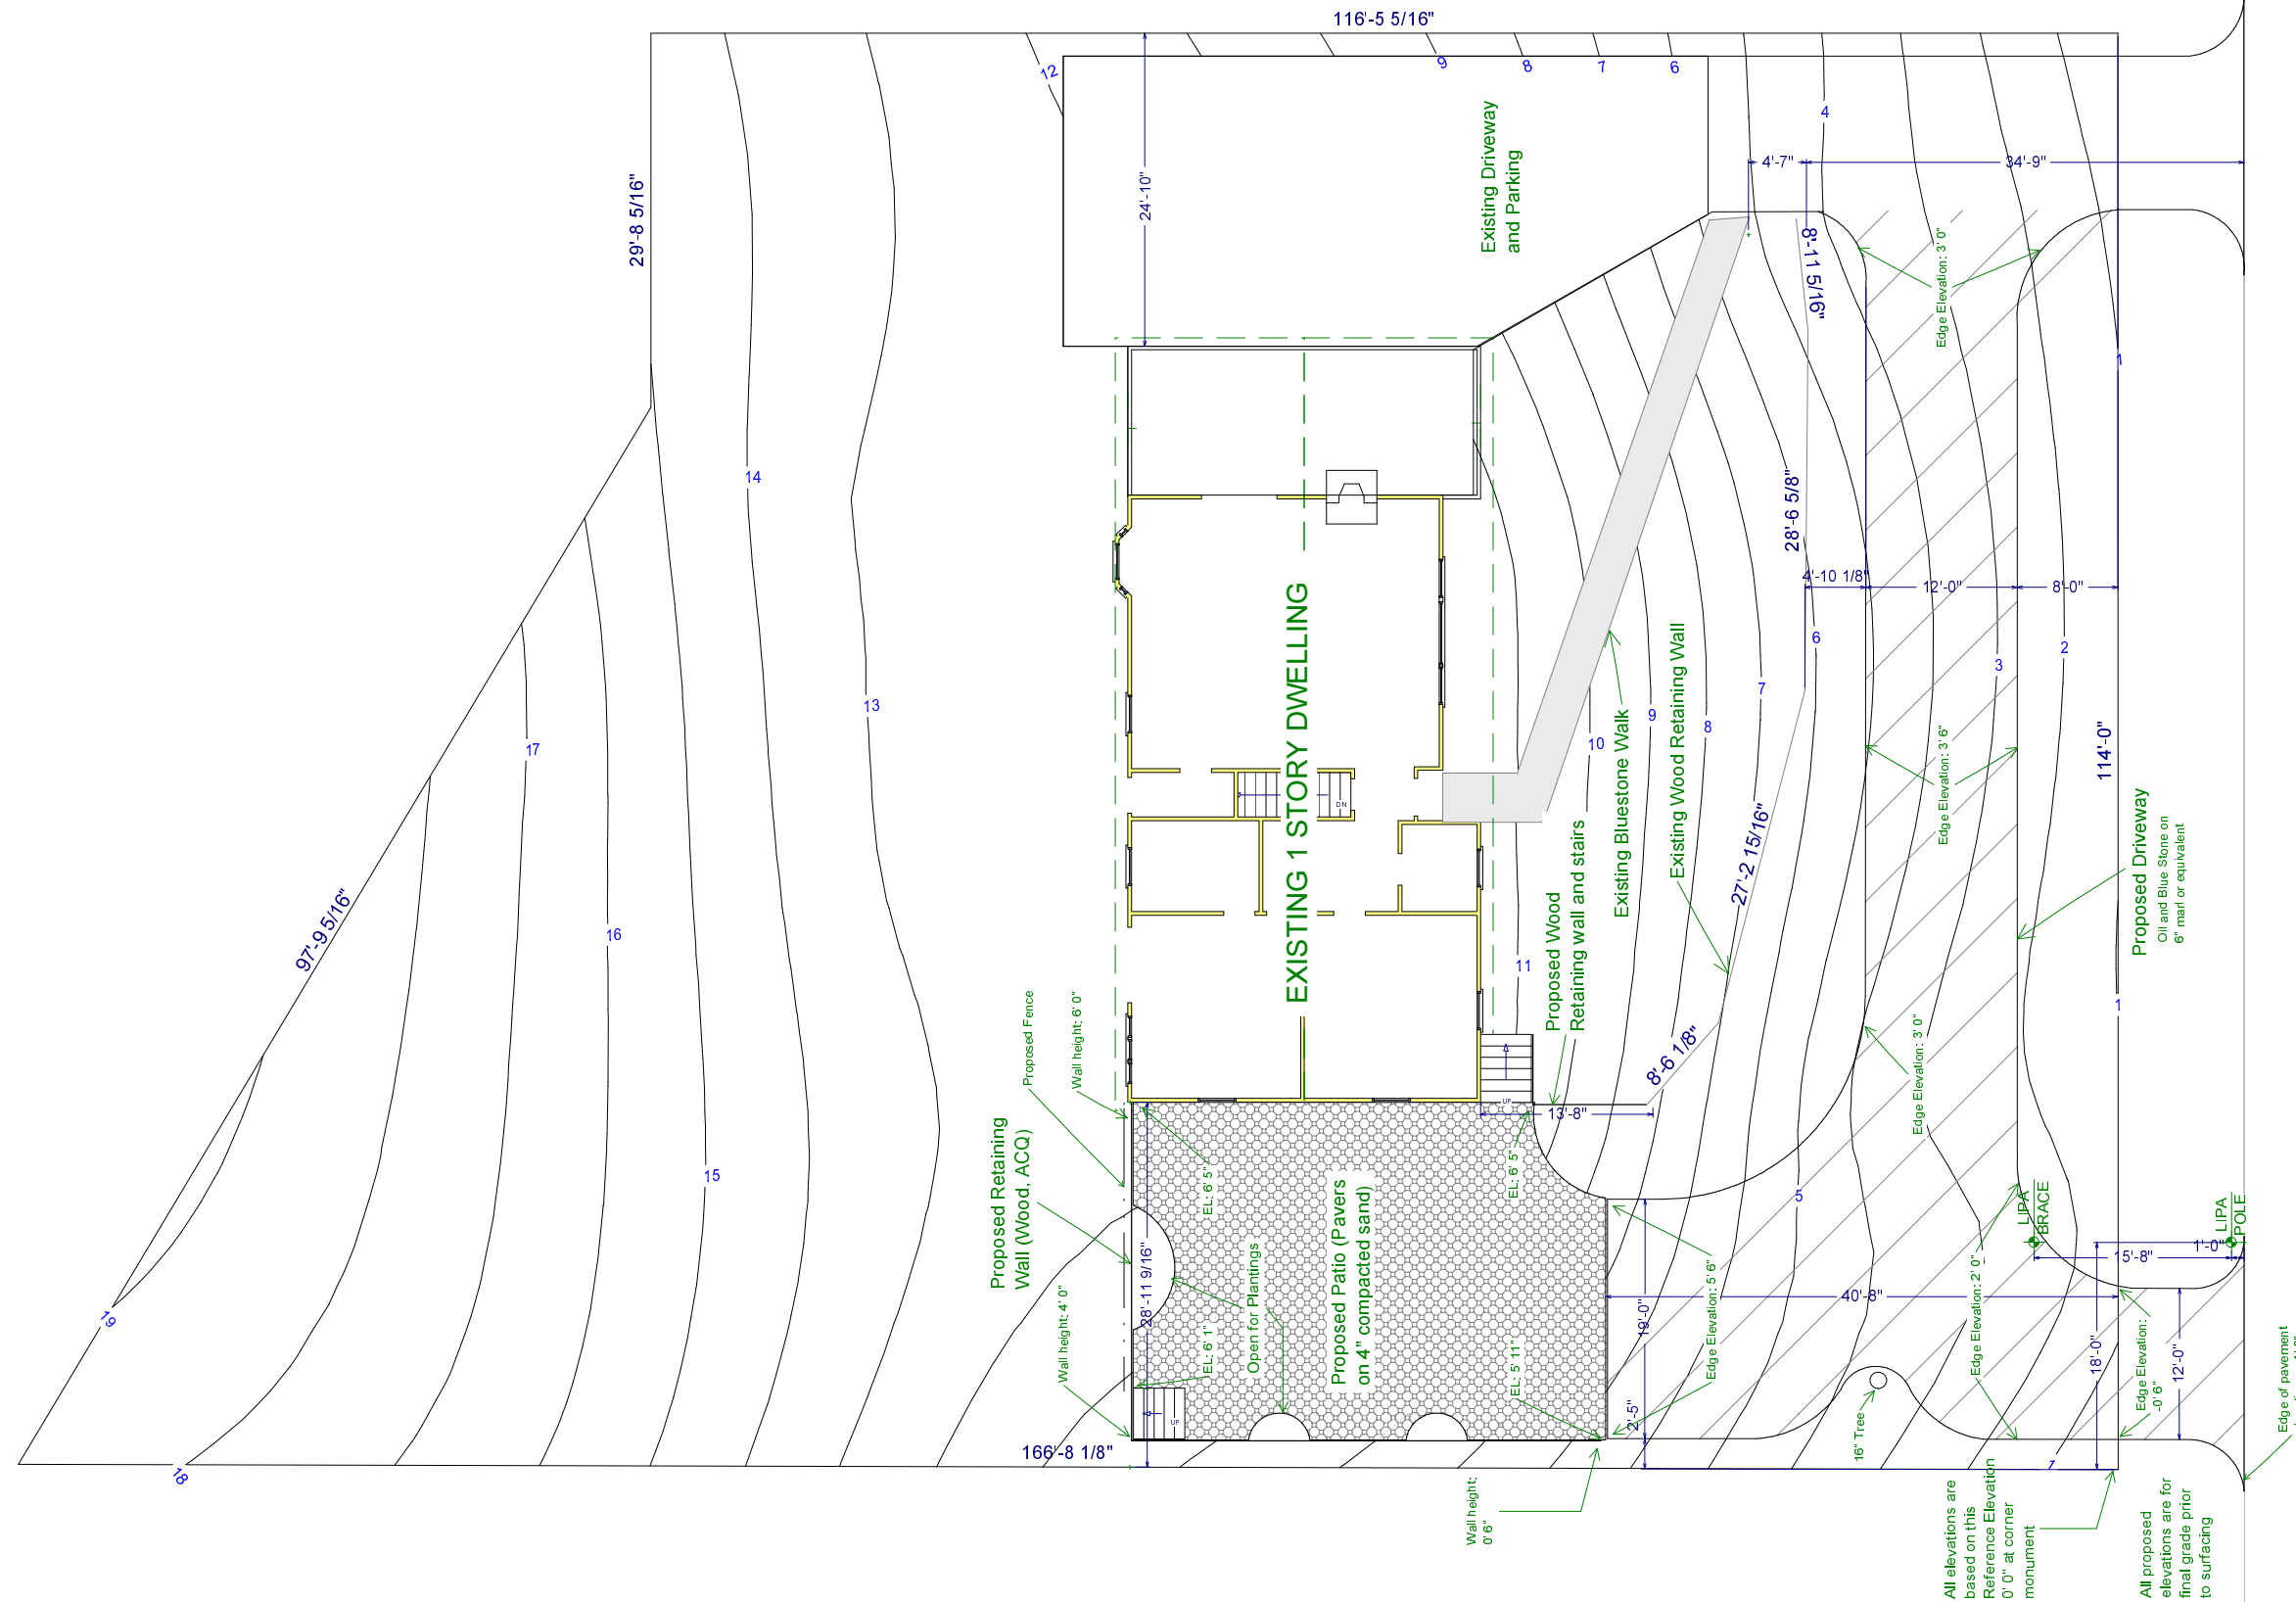 116'-5 5/16"
12
9
8
7
6
4
24'-10"
29'-8 5/16"
Existing Driveway
and Parking
4'-7"
34'-9"
8'-11 5/16"
Edge Elevation: 3' 0"
1
14
28'-6 5/8"
4'-10 1/8"
12'-0"
8'-0"
EXISTING 1 STORY DWELLING
6
3
2
13
7
9
8
10
17
DN
Existing Bluestone Walk
Existing Wood Retaining Wall
114'-0"
Edge Elevation: 3' 6"
27'-2 15/16"
Proposed Driveway
Oil and Blue Stone on
6" marl or equivalent
97'-9 5/16"
16
11
1
Proposed Wood
Retaining wall and stairs
Proposed Fence
Wall height: 6' 0"
8'-6 1/8"
Edge Elevation: 3' 0"
UP
13'-8"
15
EL: 6' 5"
EL: 6' 5"
5
Proposed Retaining
Wall (Wood, ACQ)
Proposed Patio (Pavers
on 4" compacted sand)
Open for Plantings
28'-11 9/16"
LIPA
BRACE
LIPA
POLE
1'-0"
15'-8"
40'-8"
19'-0"
Edge Elevation: 5' 6"
Edge Elevation: 2' 0"
Edge Elevation:
-0' 6"
18'-0"
12'-0"
19
Wall height: 4' 0"
EL: 6' 1"
EL: 5' 11"
UP
2'-5"
16" Tree
166'-8 1/8"
18
1
Wall height:
0' 6"
All elevations are
based on this
Reference Elevation
0' 0" at corner
monument
All proposed
elevations are for
final grade prior
to surfacing
Edge of pavement